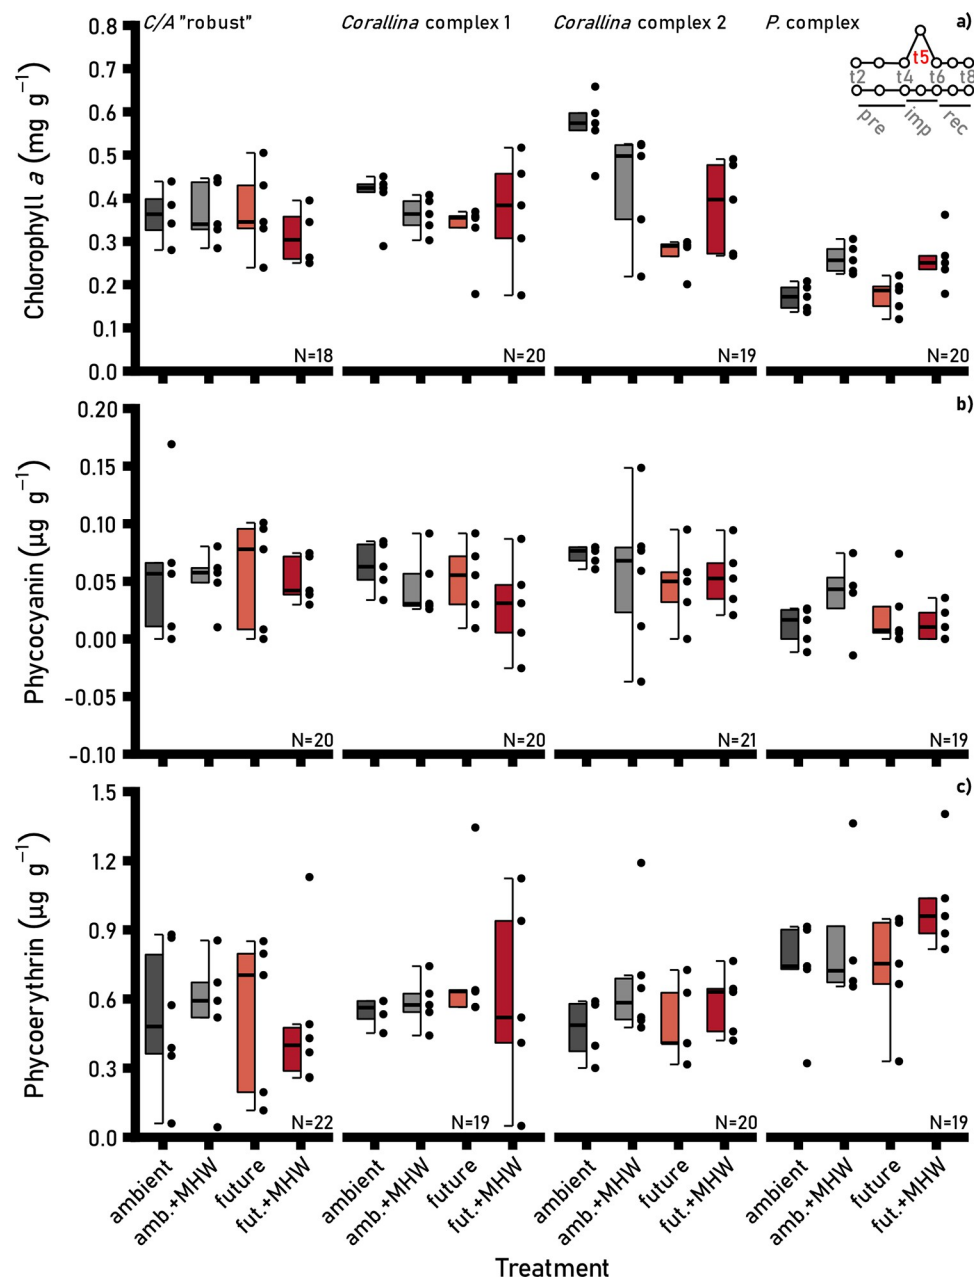 C/A "robust" Corallina complex 1 Corallina complex 2 P. complex a)
t5
t2 t4 t6 t8
pre imp rec
Chlorophyll a (mg g⁻¹)
0.8
0.7
0.6
0.5
0.4
0.3
0.2
0.1
0.0
N=18 N=20 N=19 N=20
b)
Phycocyanin (µg g⁻¹)
0.20
0.15
0.10
0.05
0.00
-0.05
-0.10
N=20 N=20 N=21 N=19
c)
Phycoerythrin (µg g⁻¹)
1.5
1.2
0.9
0.6
0.3
0.0
N=22 N=19 N=20 N=19
ambient amb.+MHW future fut.+MHW ambient amb.+MHW future fut.+MHW ambient amb.+MHW future fut.+MHW ambient amb.+MHW future fut.+MHW
Treatment